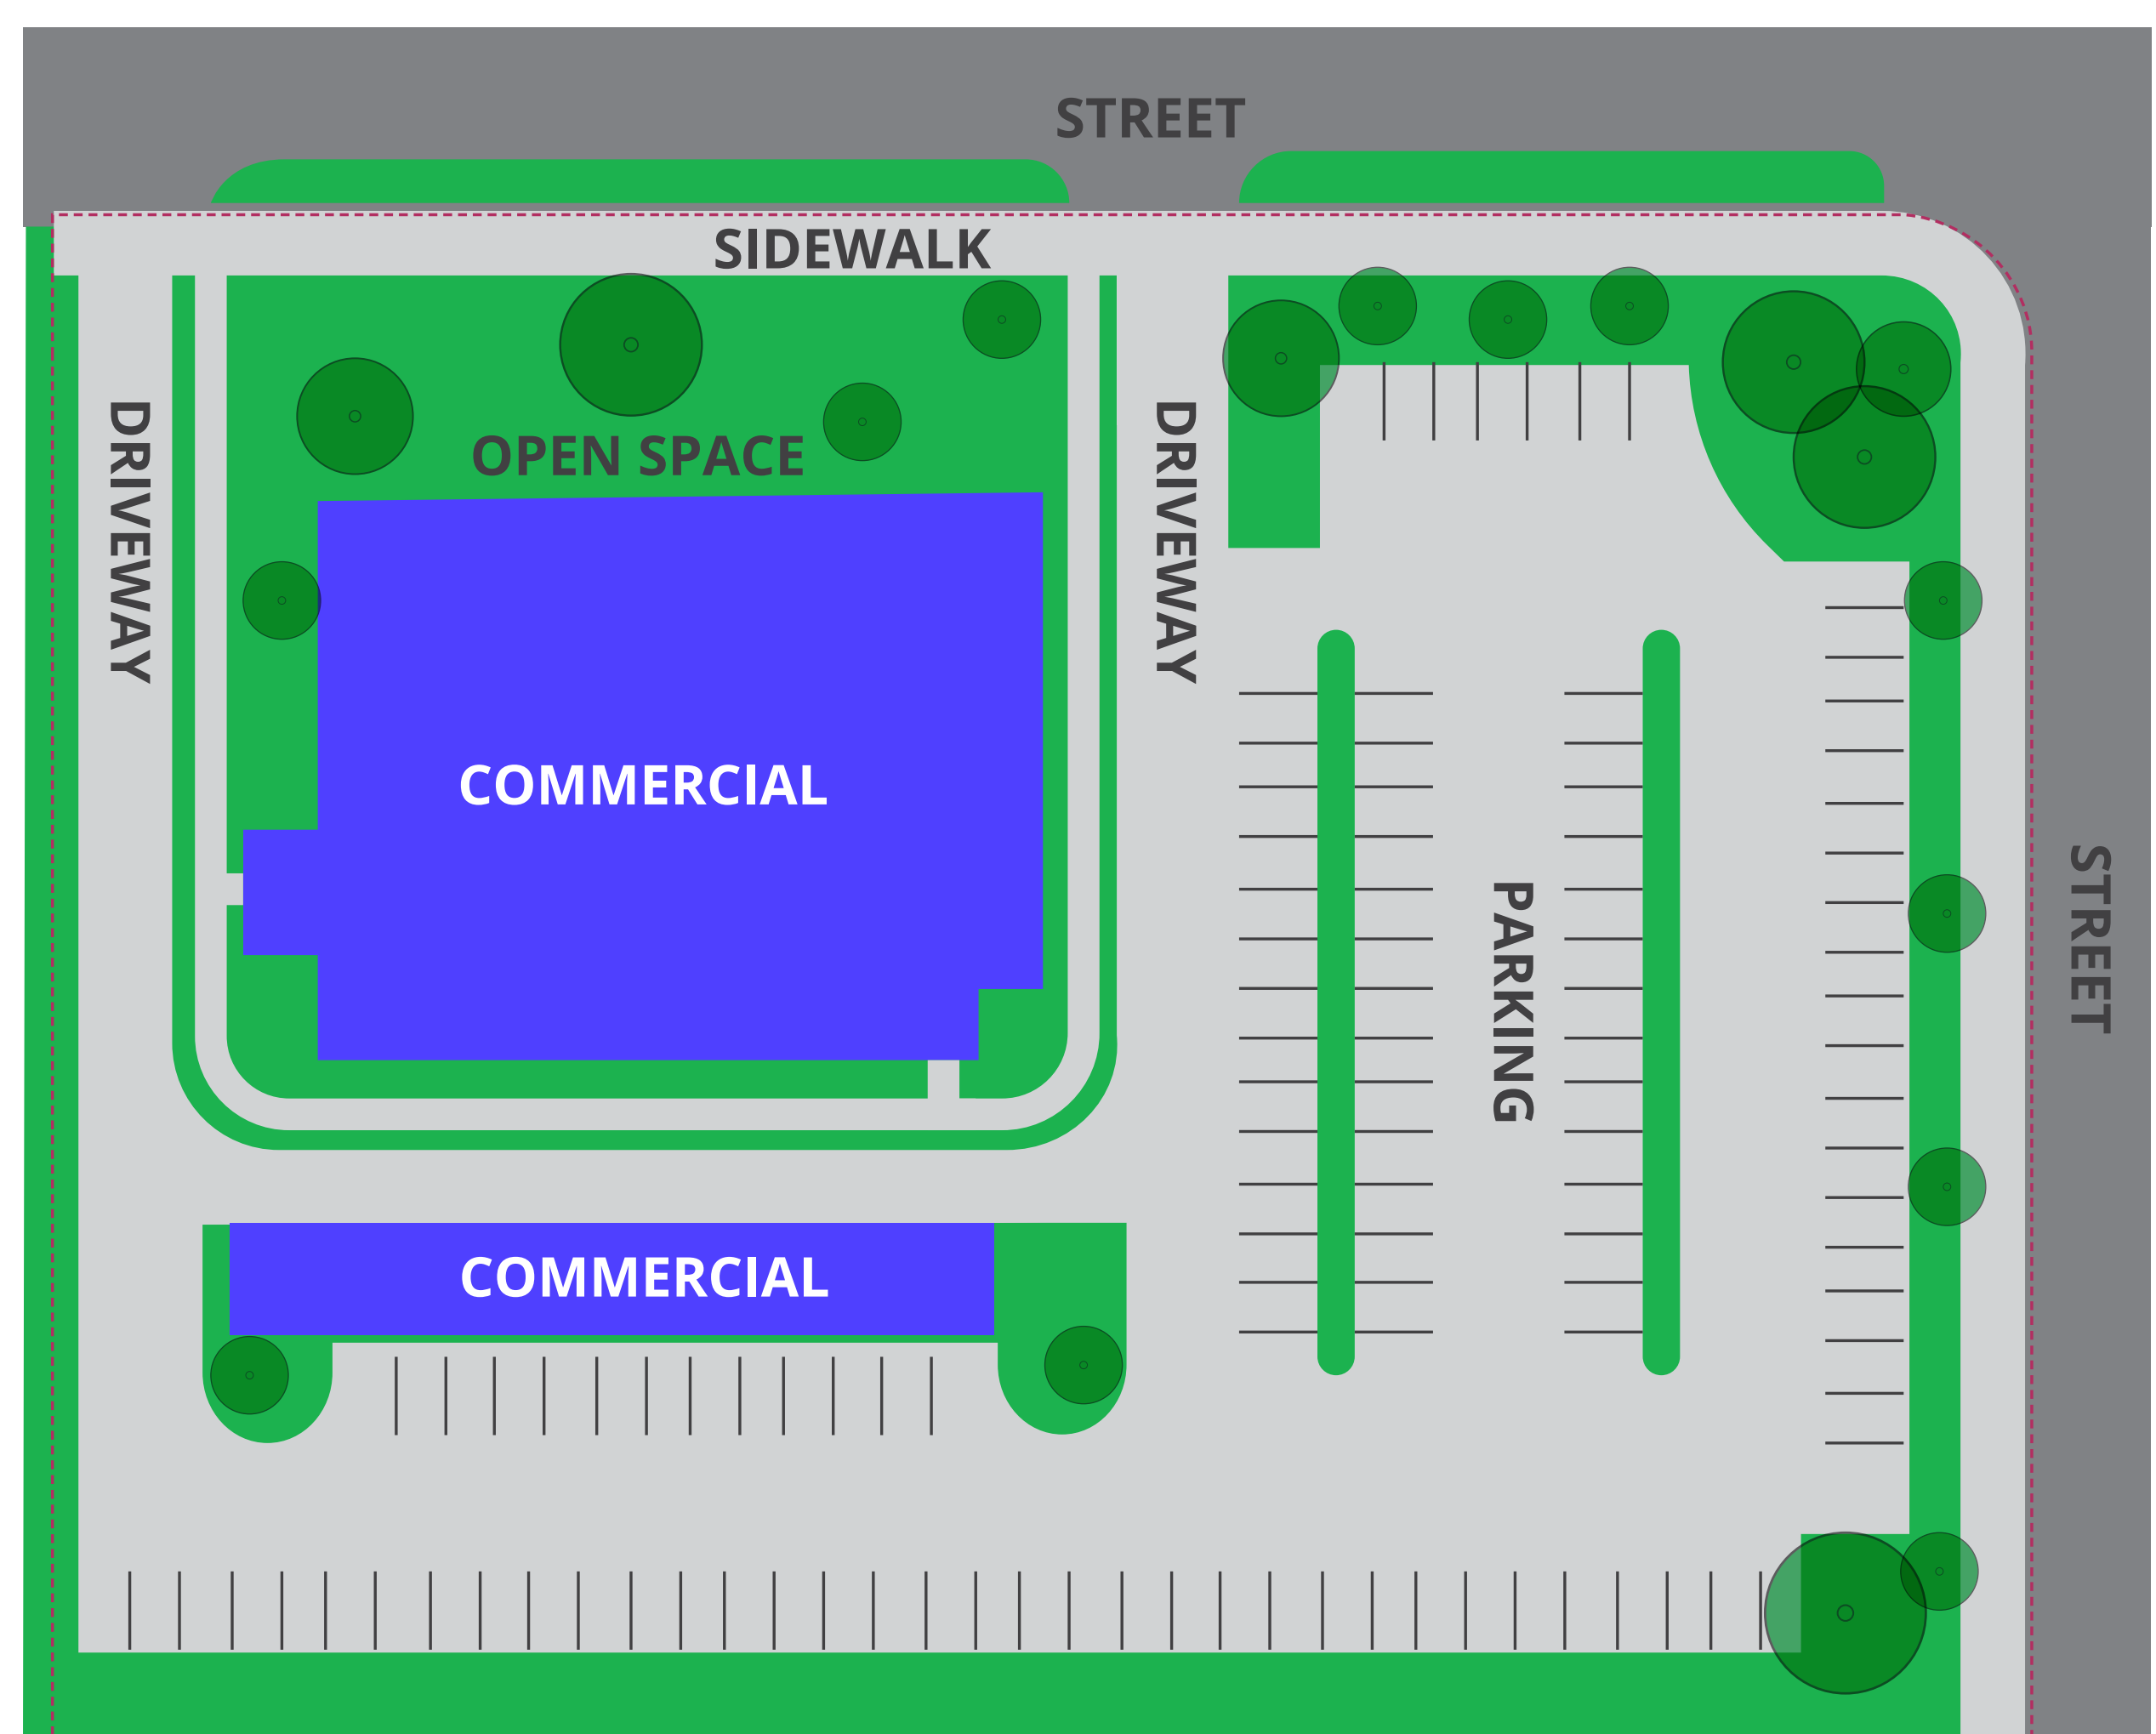 STREET
SIDEWALK
DRIVEWAY
OPEN SPACE
DRIVEWAY
COMMERCIAL
PARKING
STREET
COMMERCIAL